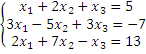 x₁ + 2x₂ + x₃ = 5
3x₁ − 5x₂ + 3x₃ = −7
2x₁ + 7x₂ − x₃ = 13